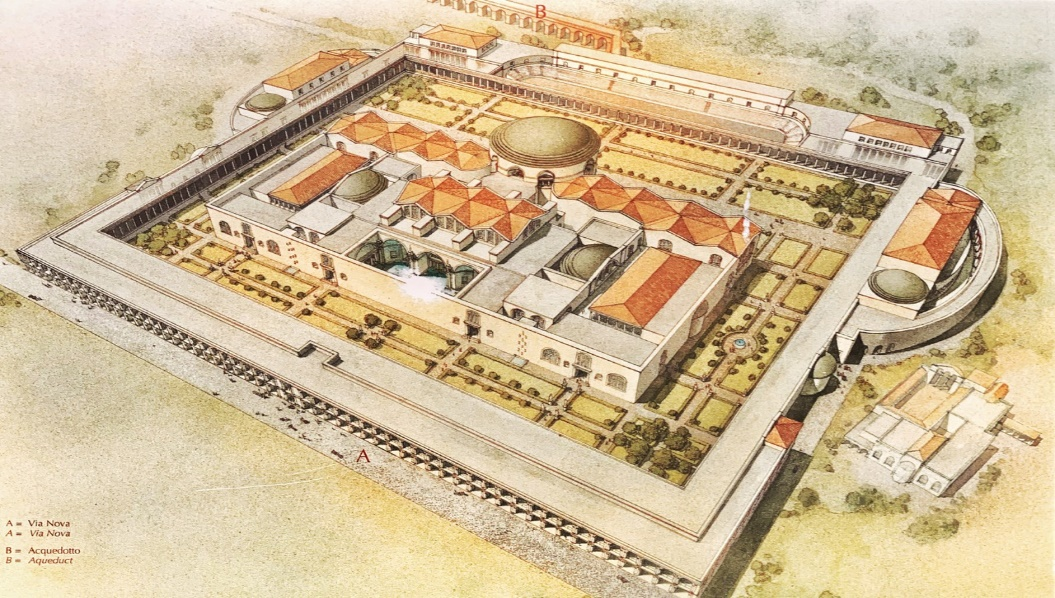 B
A
A = Via Nova
A = Via Nova
B = Acquedotto
B = Aqueduct